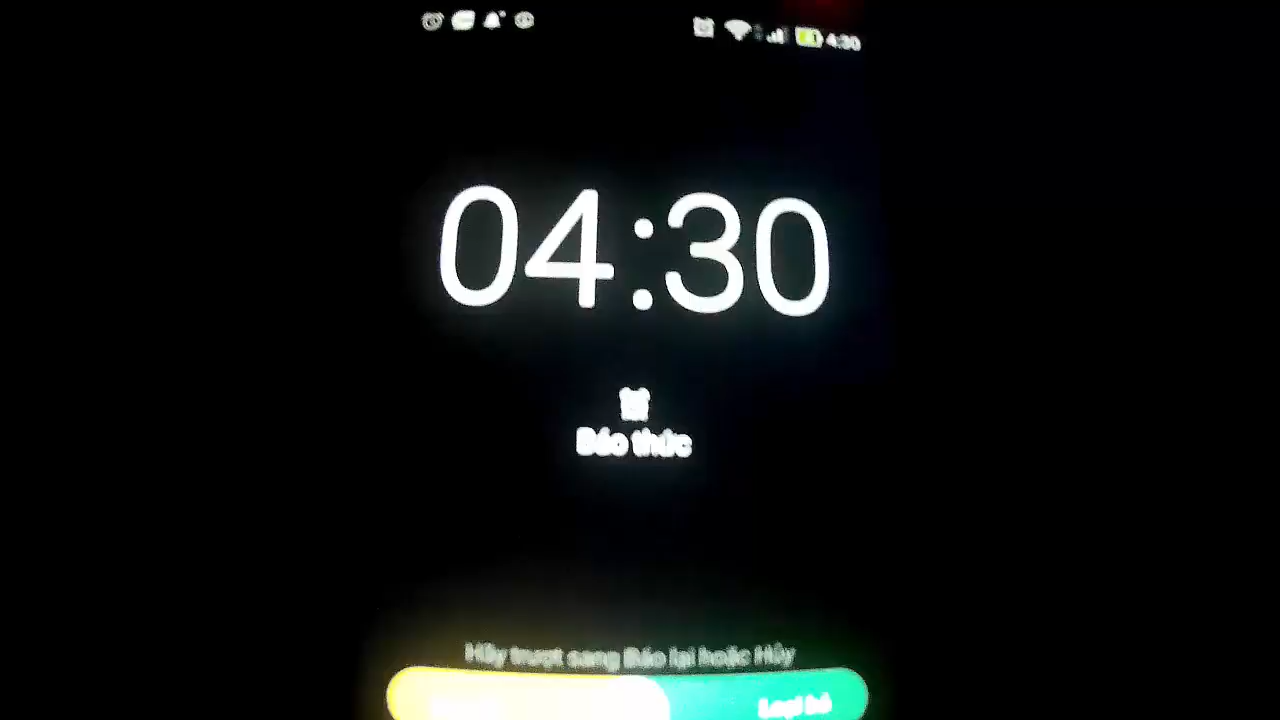 4:30
04:30
Báo thức
Hãy trượt sang Báo lại hoặc Hủy
Loại bỏ